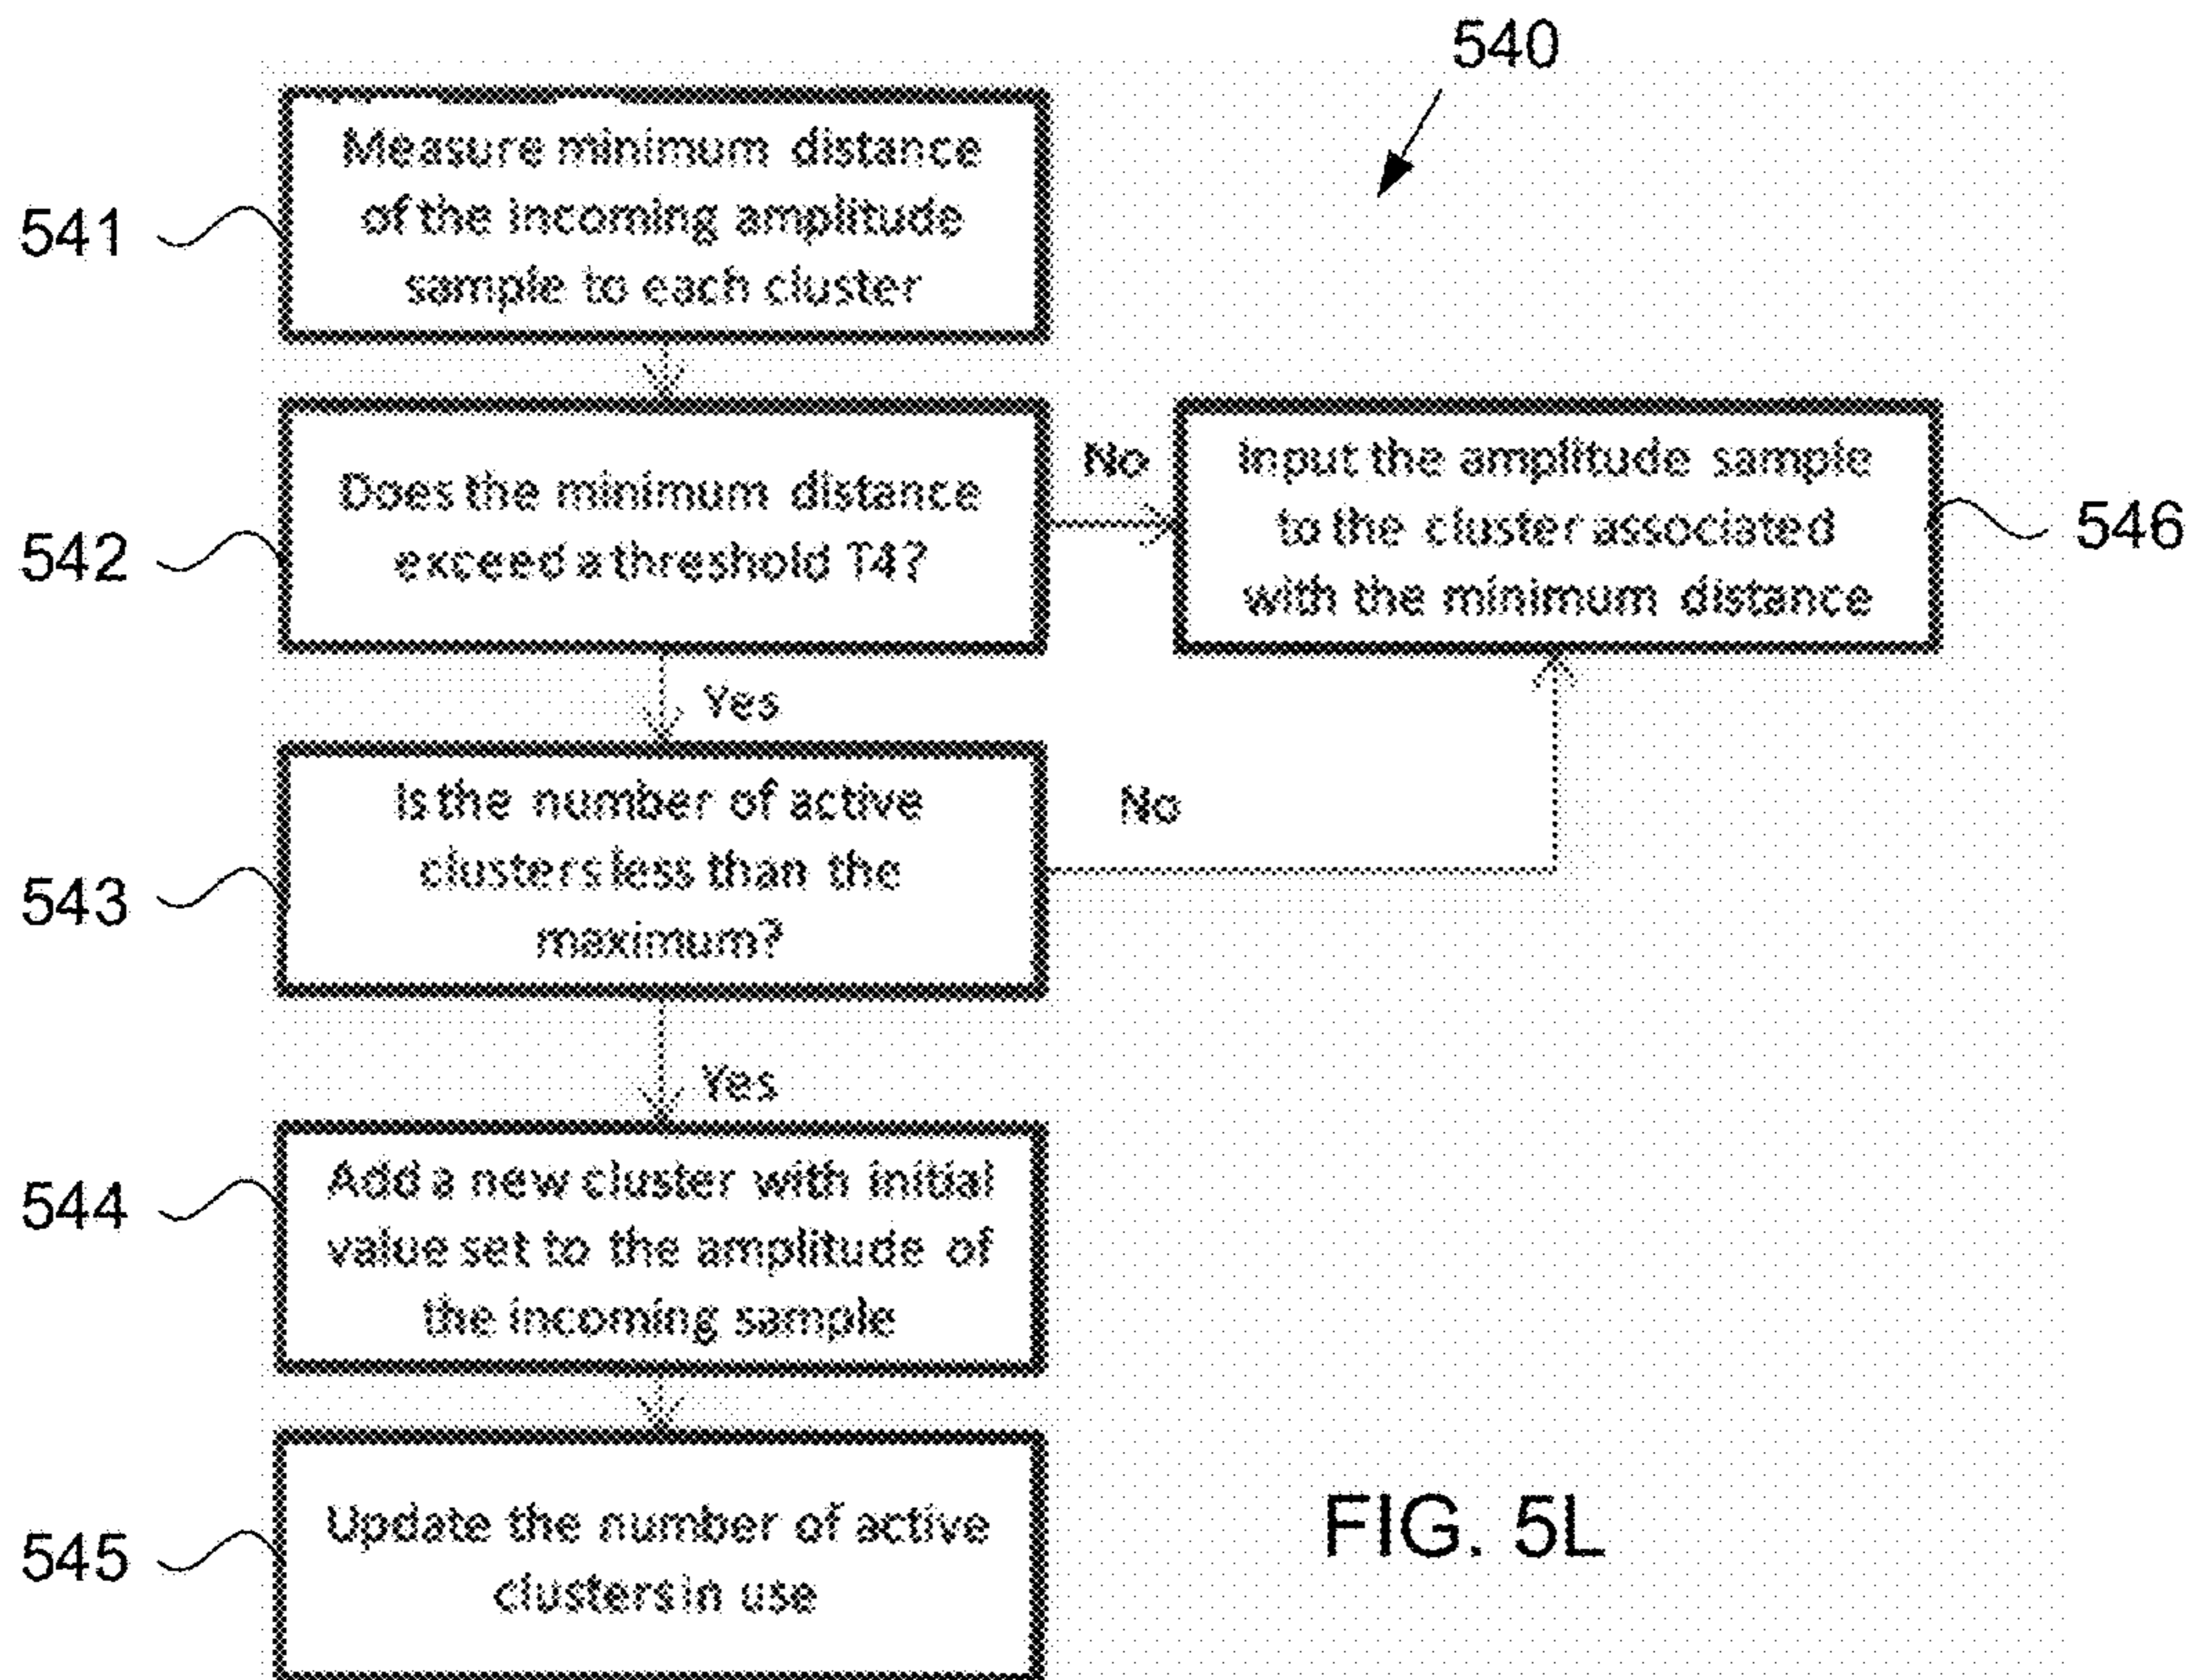 540
541
Measure minimum distance
of the incoming amplitude
sample to each cluster
542
Does the minimum distance
exceed a threshold T4?
No
Input the amplitude sample
to the cluster associated
with the minimum distance
546
Yes
543
Is the number of active
clusters less than the
maximum?
No
Yes
544
Add a new cluster with initial
value set to the amplitude of
the incoming sample
545
Update the number of active
clusters in use
FIG. 5L